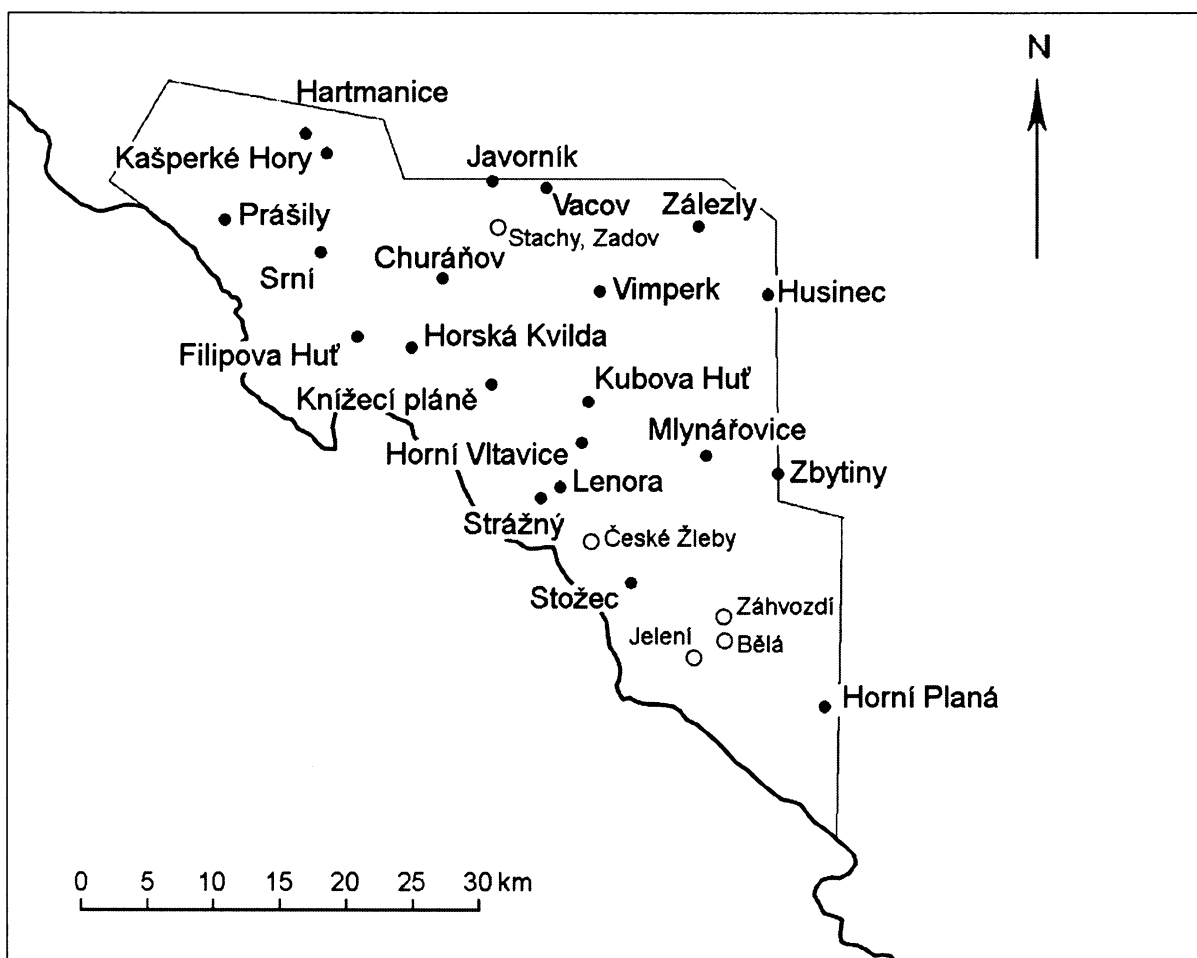 N
Hartmanice
Kašperké Hory
Javorník
Vacov
Zálezly
Prášily
Stachy, Zadov
Srní
Churáňov
Vimperk
Husinec
Filipova Huť
Horská Kvilda
Kubova Huť
Knížecí pláně
Mlynářovice
Horní Vltavice
Zbytiny
Lenora
Strážný
České Žleby
Stožec
Záhvozdí
Jelení
Bělá
Horní Planá
0 5 10 15 20 25 30 km